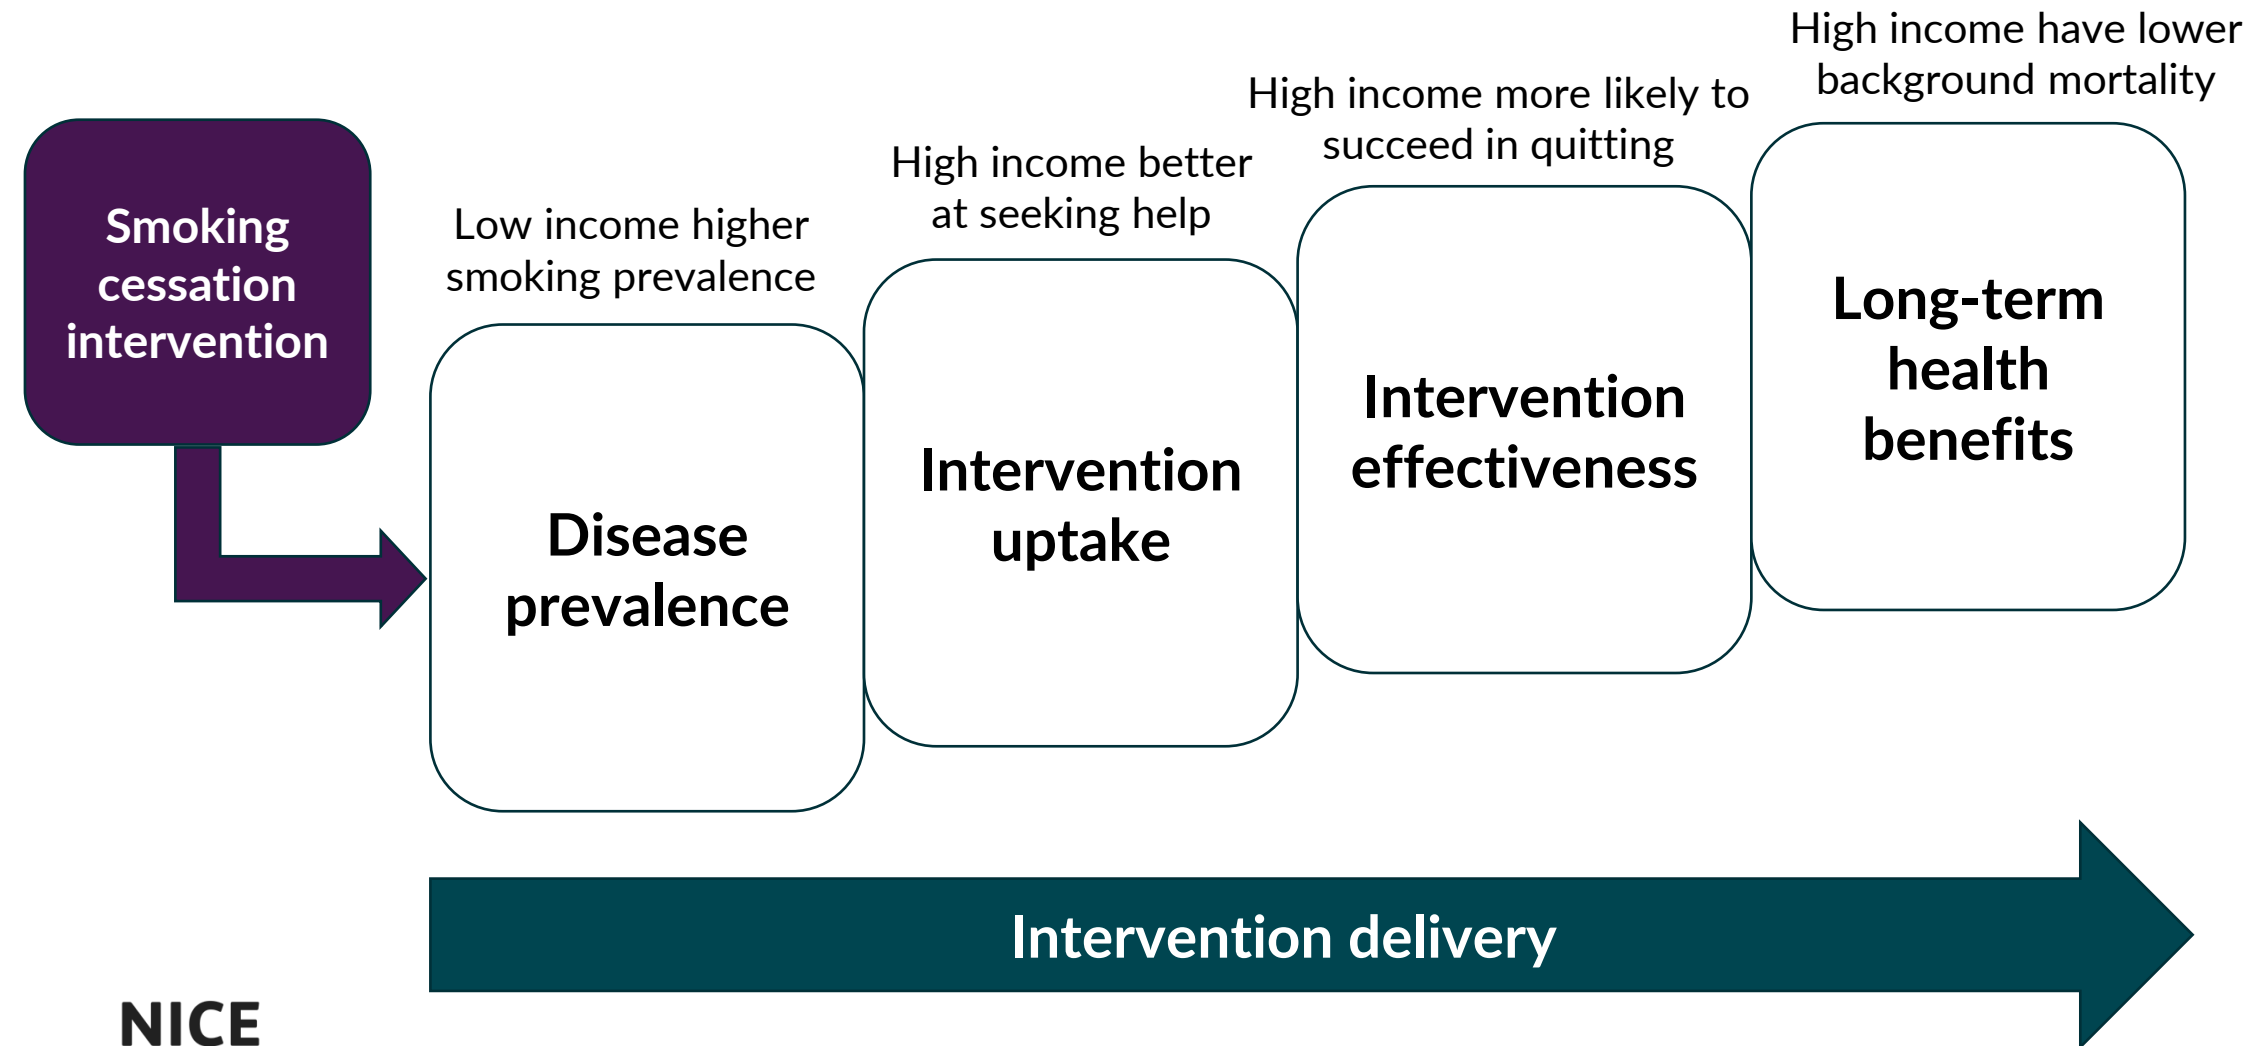 Smoking
cessation
intervention
Low income higher
smoking prevalence
Disease
prevalence
High income better
at seeking help
Intervention
uptake
High income more likely to
succeed in quitting
Intervention
effectiveness
High income have lower
background mortality
Long-term
health
benefits
Intervention delivery
NICE